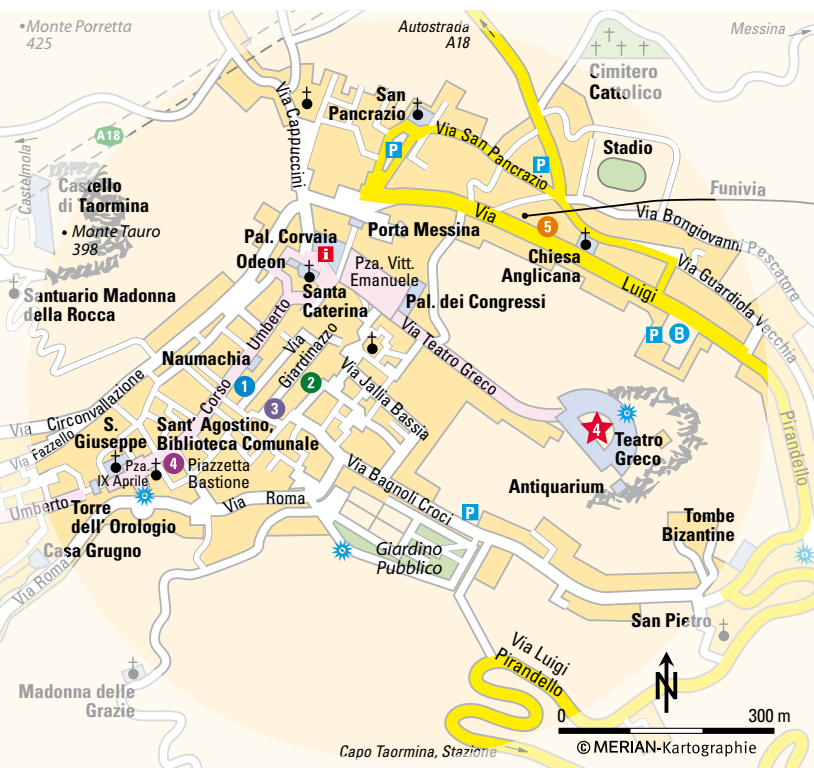 •Monte Porretta
425
Autostrada
A18
Messina
Cimitero
Cattolico
San
Pancrazio
Via Cappuccini
P
Via San Pancrazio
P
Stadio
A18
Castelmola
Castello
di Taormina
• Monte Tauro
398
Funivia
Via
5
Via Bongiovanni Pescatore
Pal. Corvaia
i
Porta Messina
Odeon
Pza. Vitt.
Emanuele
Chiesa
Anglicana
Via Guardiola Vecchia
Santa
Caterina
Pal. dei Congressi
Luigi
Santuario Madonna
della Rocca
Corso Umberto
Via
Giardinazzo
Via Teatro Greco
P
B
Naumachia
1
2
3
Via Jallia Bassia
Via Circonvallazione
Via Fazzello
S.
Giuseppe
Sant' Agostino,
Biblioteca Comunale
4
Teatro
Greco
Pirandello
4
Piazzetta
Bastione
Pza.
IX Aprile
Via Bagnoli Croci
Antiquarium
Umberto
Via Roma
Torre
dell' Orologio
P
Tombe
Bizantine
Casa Grugno
Giardino
Pubblico
Via Roma
San Pietro
Via Luigi
Pirandello
N
Madonna delle
Grazie
0
300 m
© MERIAN-Kartographie
Capo Taormina, Stazione